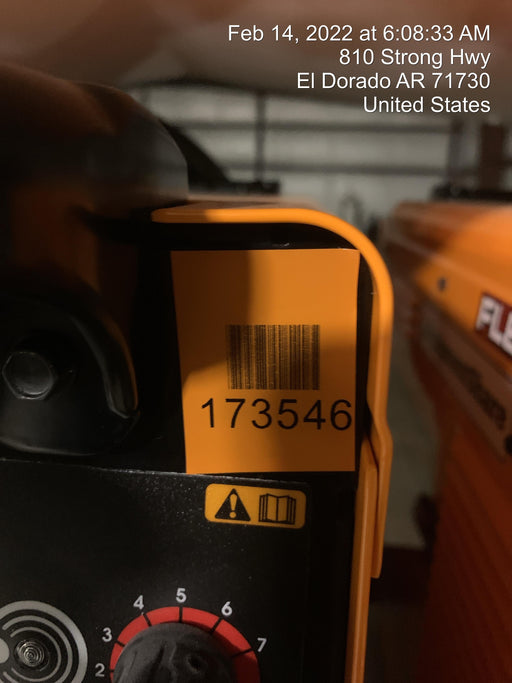 Feb 14, 2022 at 6:08:33 AM
810 Strong Hwy
El Dorado AR 71730
United States
173546
4 5 6
3 7
2